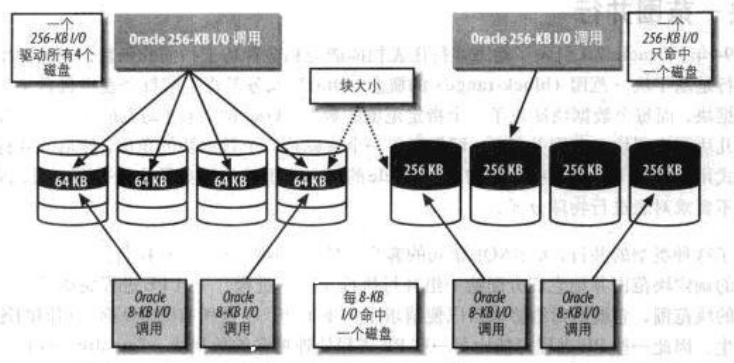 一个
256-KB I/O
驱动所有4个
磁盘
Oracle 256-KB I/O 调用
Oracle 256-KB I/O 调用
一个
256-KB I/O
只命中
一个磁盘
块大小
64 KB
64 KB
64 KB
64 KB
256 KB
256 KB
256 KB
256 KB
Oracle
8-KB I/O
调用
Oracle
8-KB I/O
调用
每 8-KB
I/O 命中
一个磁盘
Oracle
8-KB I/O
调用
Oracle
8-KB I/O
调用